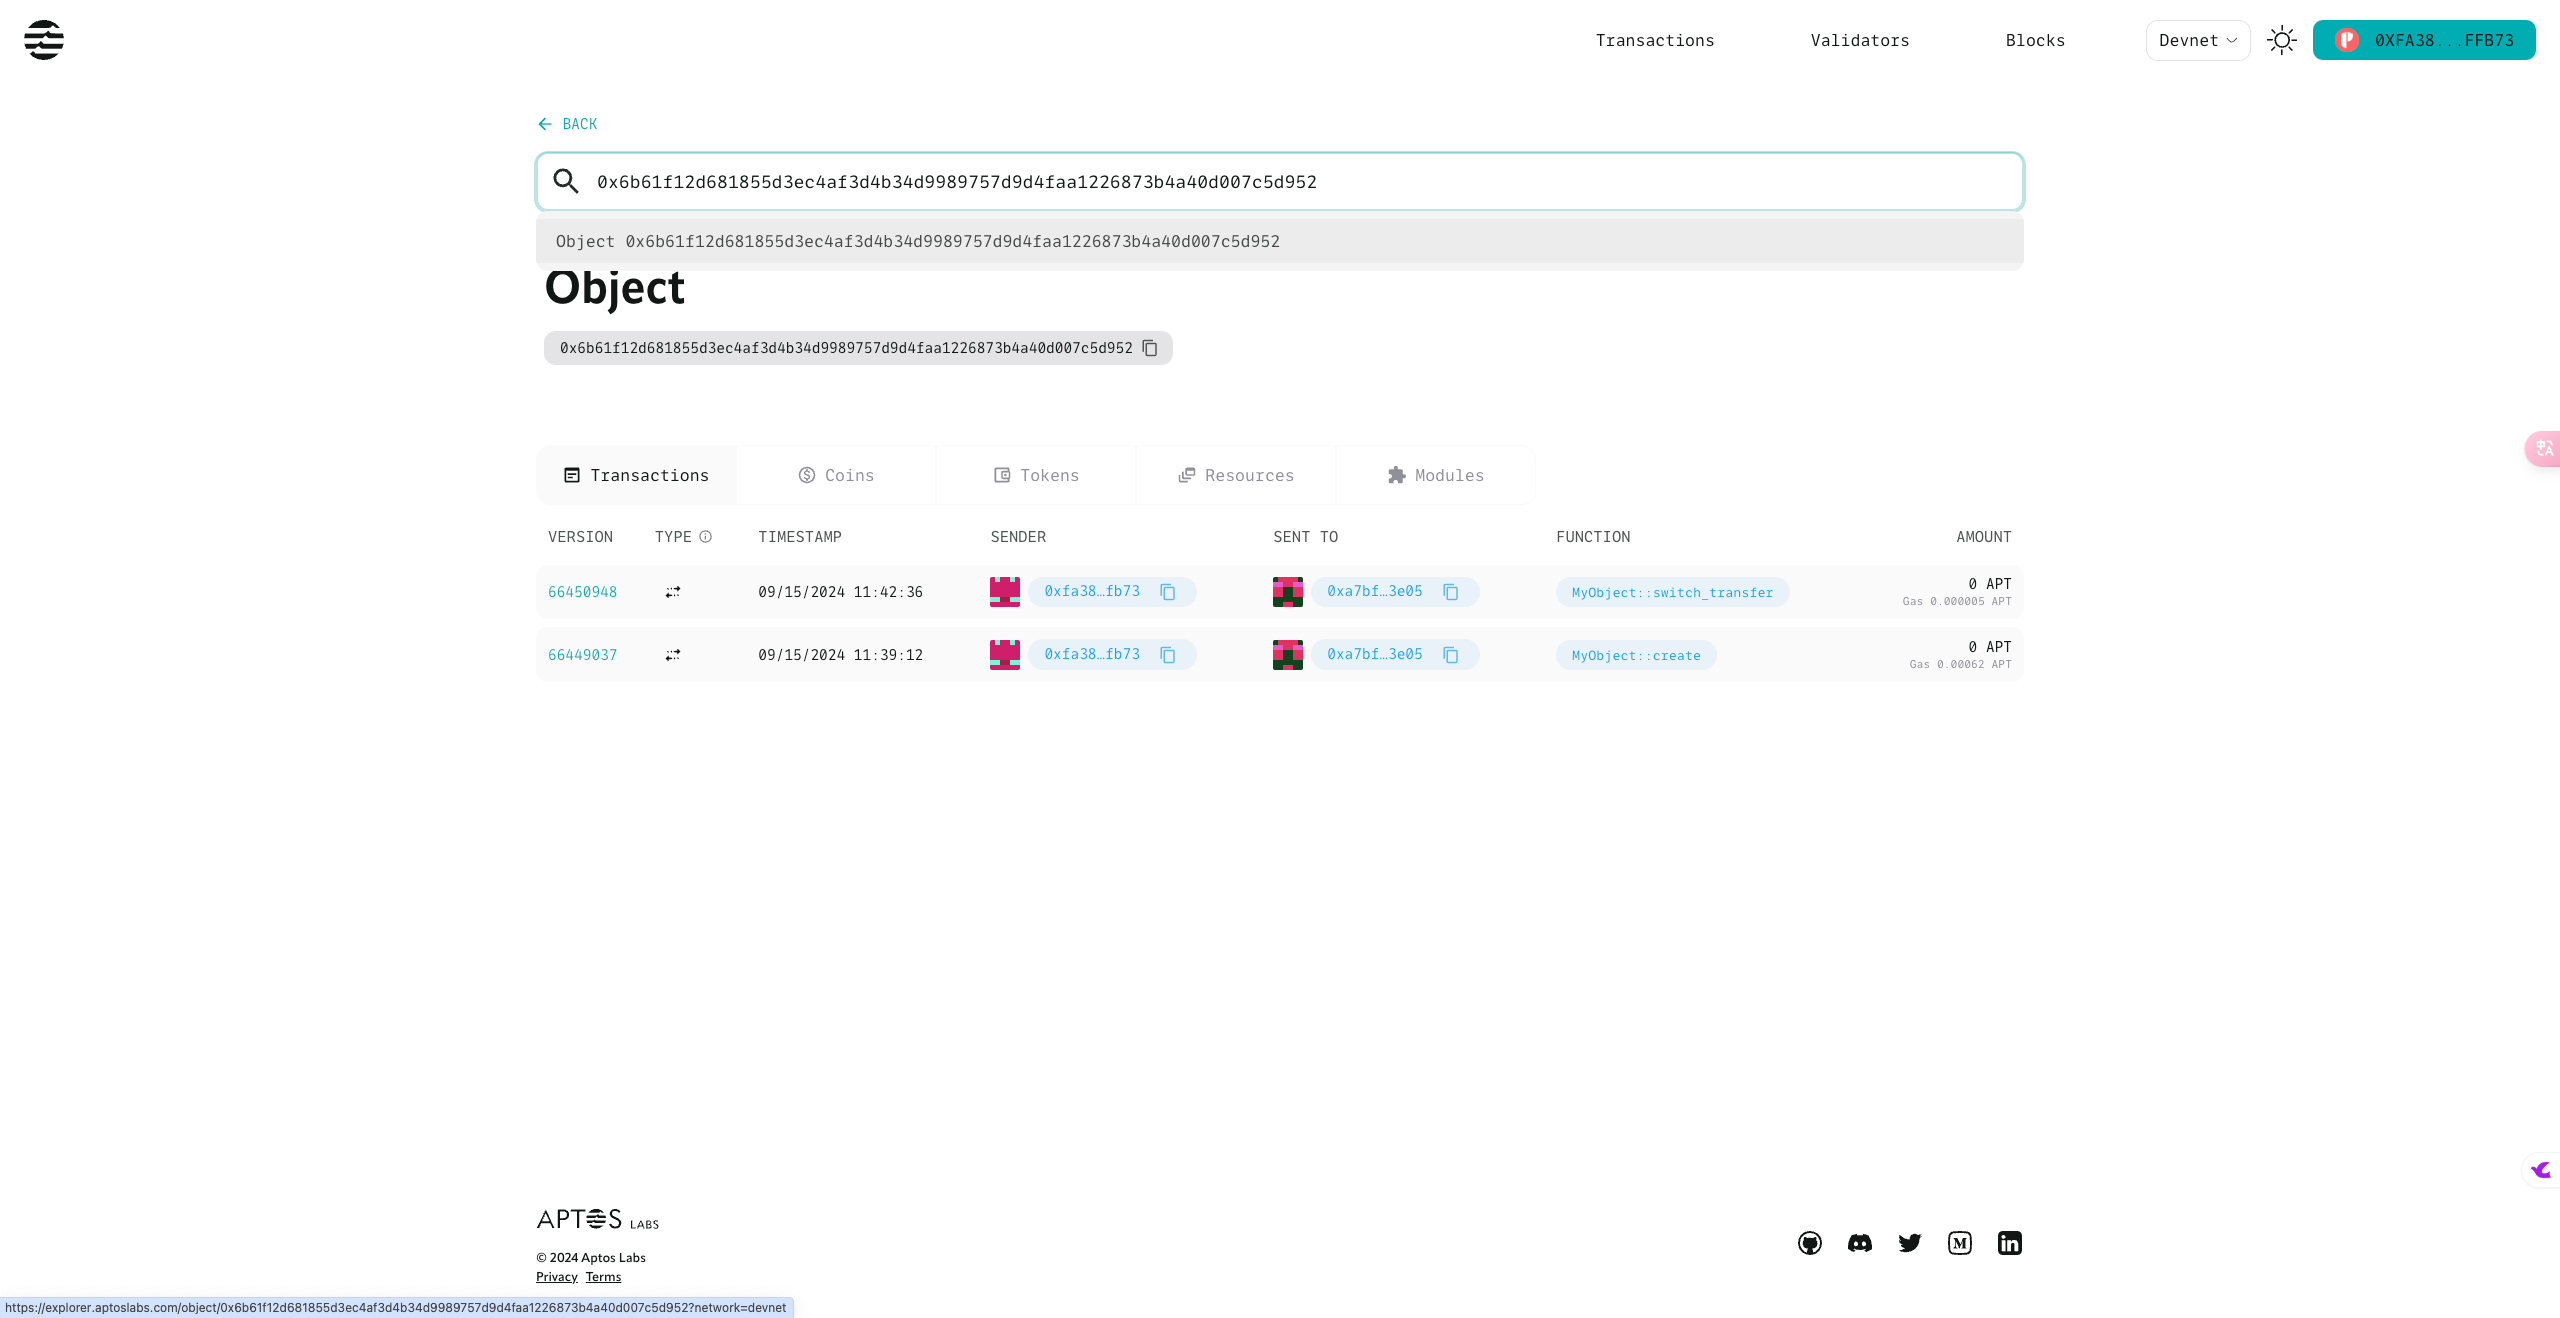 Transactions Validators Blocks Devnet 0XFA38...FFB73
BACK
0x6b61f12d681855d3ec4af3d4b34d9989757d9d4faa1226873b4a40d007c5d952
Object 0x6b61f12d681855d3ec4af3d4b34d9989757d9d4faa1226873b4a40d007c5d952
Object
0x6b61f12d681855d3ec4af3d4b34d9989757d9d4faa1226873b4a40d007c5d952
Transactions Coins Tokens Resources Modules
VERSION TYPE TIMESTAMP SENDER SENT TO FUNCTION AMOUNT
66450948 09/15/2024 11:42:36 0xfa38…fb73 0xa7bf…3e05 MyObject::switch_transfer 0 APT
Gas 0.000005 APT
66449037 09/15/2024 11:39:12 0xfa38…fb73 0xa7bf…3e05 MyObject::create 0 APT
Gas 0.00062 APT
APTOS LABS
© 2024 Aptos Labs
Privacy Terms
https://explorer.aptoslabs.com/object/0x6b61f12d681855d3ec4af3d4b34d9989757d9d4faa1226873b4a40d007c5d952?network=devnet